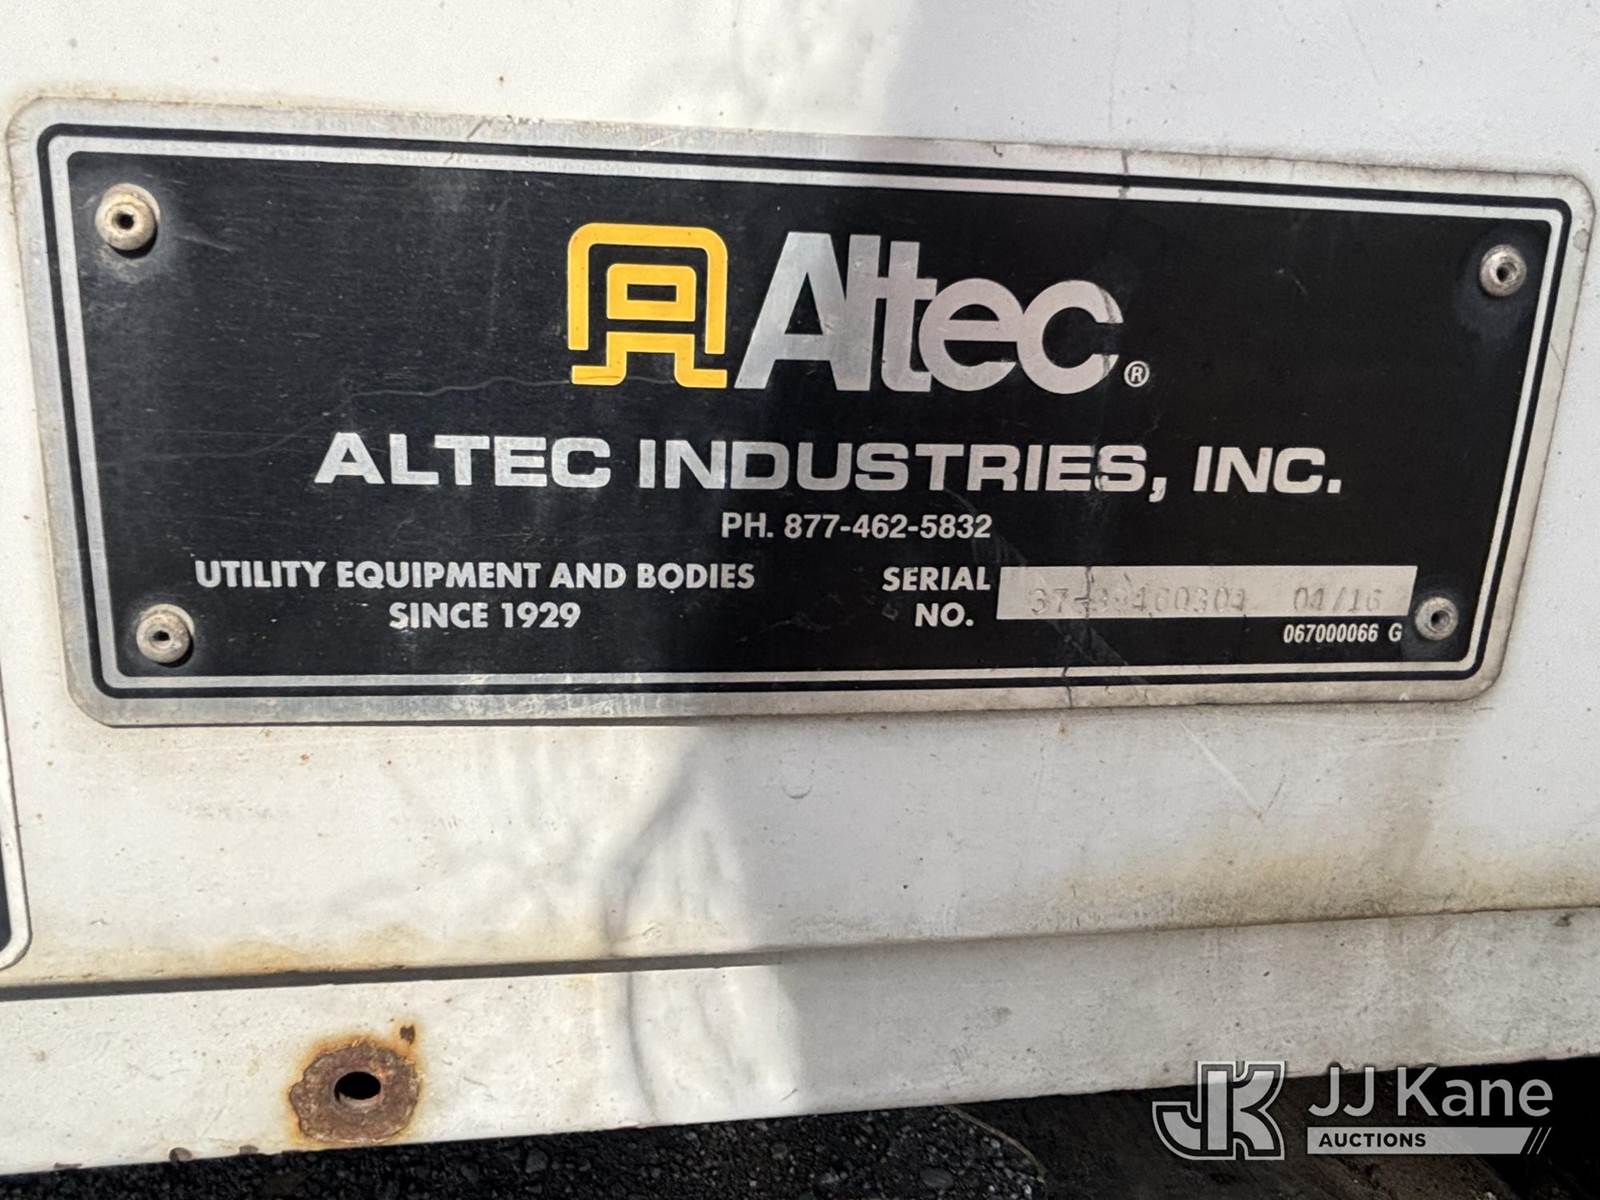 Altec®
ALTEC INDUSTRIES, INC.
PH. 877-462-5832
UTILITY EQUIPMENT AND BODIES
SINCE 1929
SERIAL
NO.
04/16
067000066 G
JJ Kane
AUCTIONS